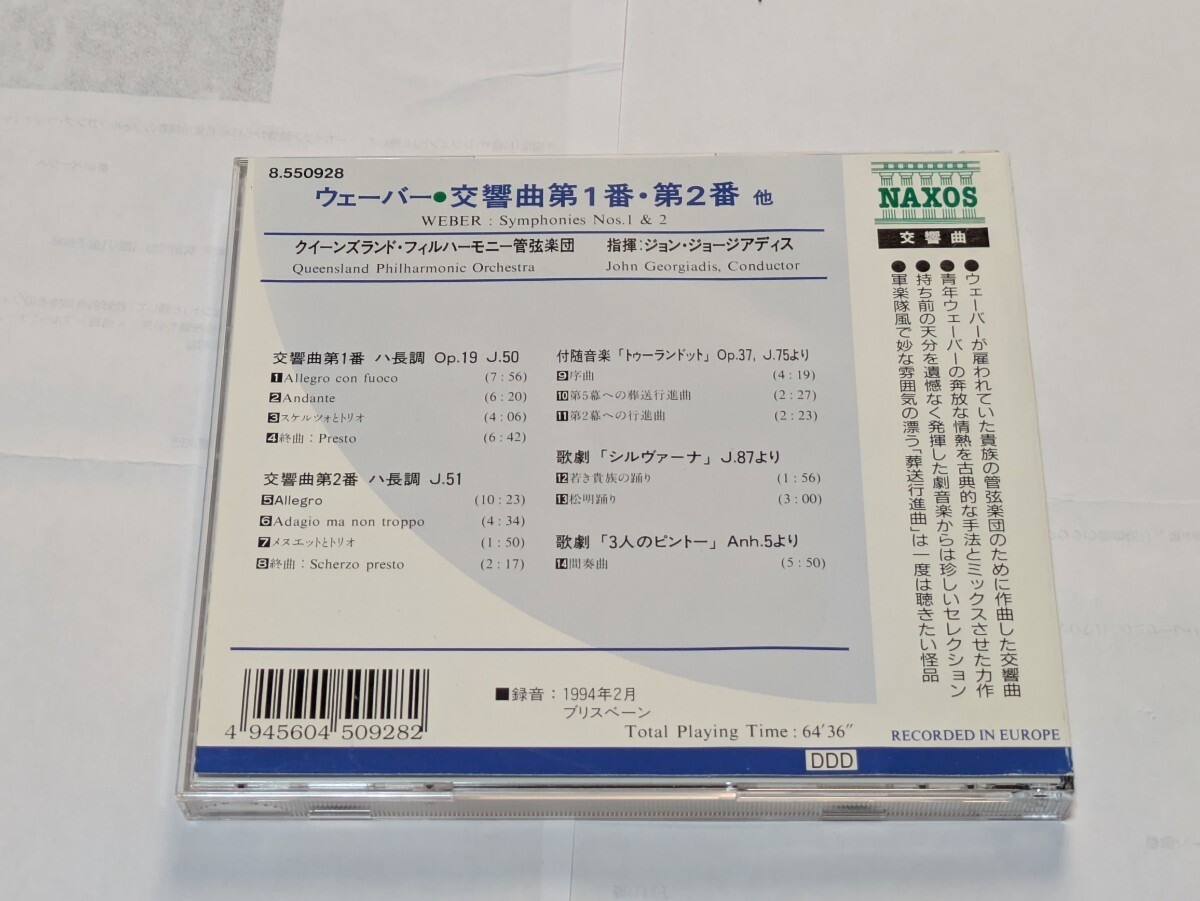 8.550928
ウェーバー●交響曲第1番・第2番 他
WEBER : Symphonies Nos.1 & 2
クイーンズランド・フィルハーモニー管弦楽団 指揮:ジョン・ジョージアディス
Queensland Philharmonic Orchestra John Georgiadis, Conductor
交響曲第1番 ハ長調 Op.19 J.50
1 Allegro con fuoco (7:56)
2 Andante (6:20)
3 スケルツォとトリオ (4:06)
4 終曲:Presto (6:42)
交響曲第2番 ハ長調 J.51
5 Allegro (10:23)
6 Adagio ma non troppo (4:34)
7 メヌエットとトリオ (1:50)
8 終曲:Scherzo presto (2:17)
付随音楽「トゥーランドット」Op.37, J.75より
9 序曲 (4:19)
10 第5幕への葬送行進曲 (2:27)
11 第2幕への行進曲 (2:23)
歌劇「シルヴァーナ」J.87より
12 若き貴族の踊り (1:56)
13 松明踊り (3:00)
歌劇「3人のピントー」Anh.5より
14 間奏曲 (5:50)
4 945604 509282
■録音:1994年2月
ブリスベーン
Total Playing Time : 64′36″
DDD
NAXOS
交響曲
●ウェーバーが雇われていた貴族の管弦楽団のために作曲した交響曲
●青年ウェーバーの奔放な情熱を古典的な手法とミックスさせた力作
●持ち前の天分を遺憾なく発揮した劇音楽からは珍しいセレクション
●軍楽隊風で妙な雰囲気の漂う「葬送行進曲」は一度は聴きたい怪品
RECORDED IN EUROPE